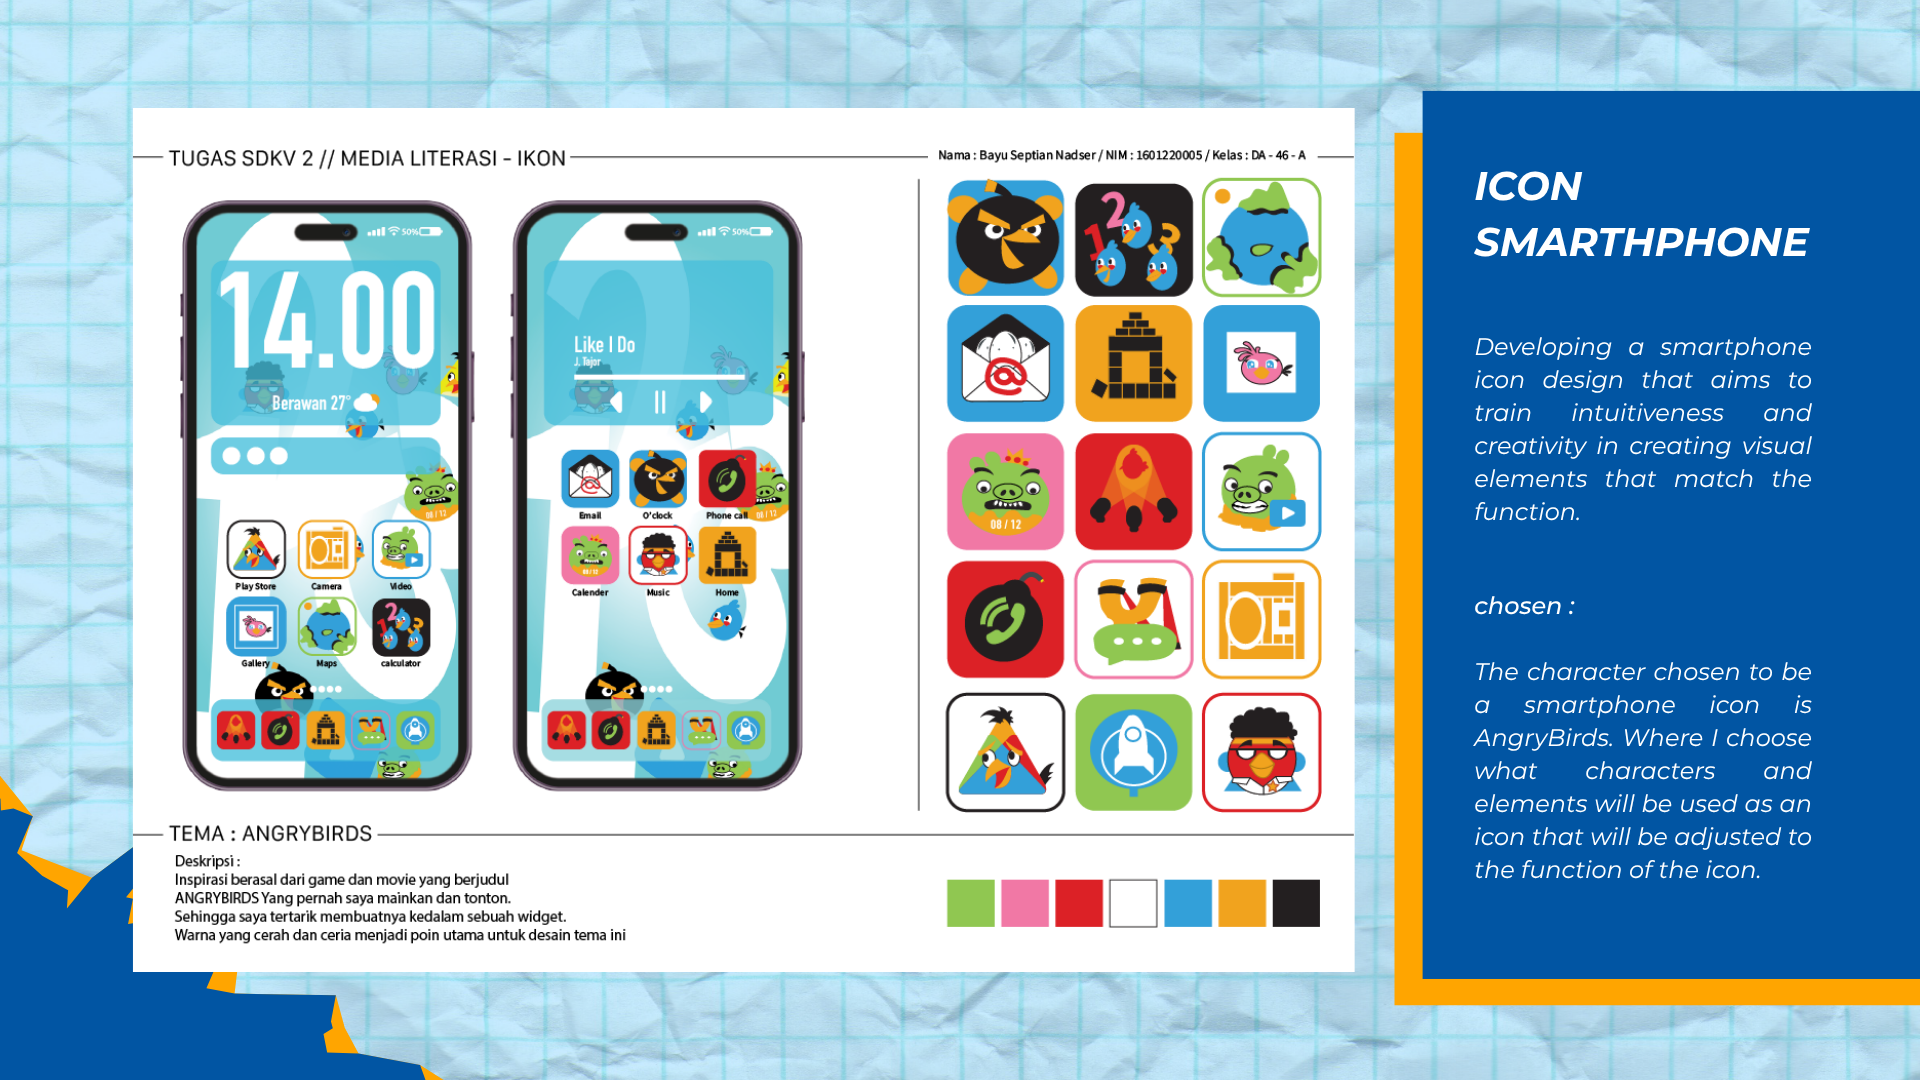 TUGAS SDKV 2 // MEDIA LITERASI - IKON
Nama : Bayu Septian Nadser / NIM : 1601220005 / Kelas : DA - 46 - A
50%
14.00
Berawan 27°
Play Store
Camera
Video
08 / 12
2
1
3
Gallery
Maps
calculator
50%
Like I Do
J. Tajor
@
Email
O'clock
Phone call
08 / 12
08 / 12
Calender
Music
Home
2
1
3
@
08 / 12
TEMA : ANGRYBIRDS
Deskripsi :
Inspirasi berasal dari game dan movie yang berjudul
ANGRYBIRDS Yang pernah saya mainkan dan tonton.
Sehingga saya tertarik membuatnya kedalam sebuah widget.
Warna yang cerah dan ceria menjadi poin utama untuk desain tema ini
ICON
SMARTHPHONE
Developing a smartphone
icon design that aims to
train intuitiveness and
creativity in creating visual
elements that match the
function.
chosen :
The character chosen to be
a smartphone icon is
AngryBirds. Where I choose
what characters and
elements will be used as an
icon that will be adjusted to
the function of the icon.